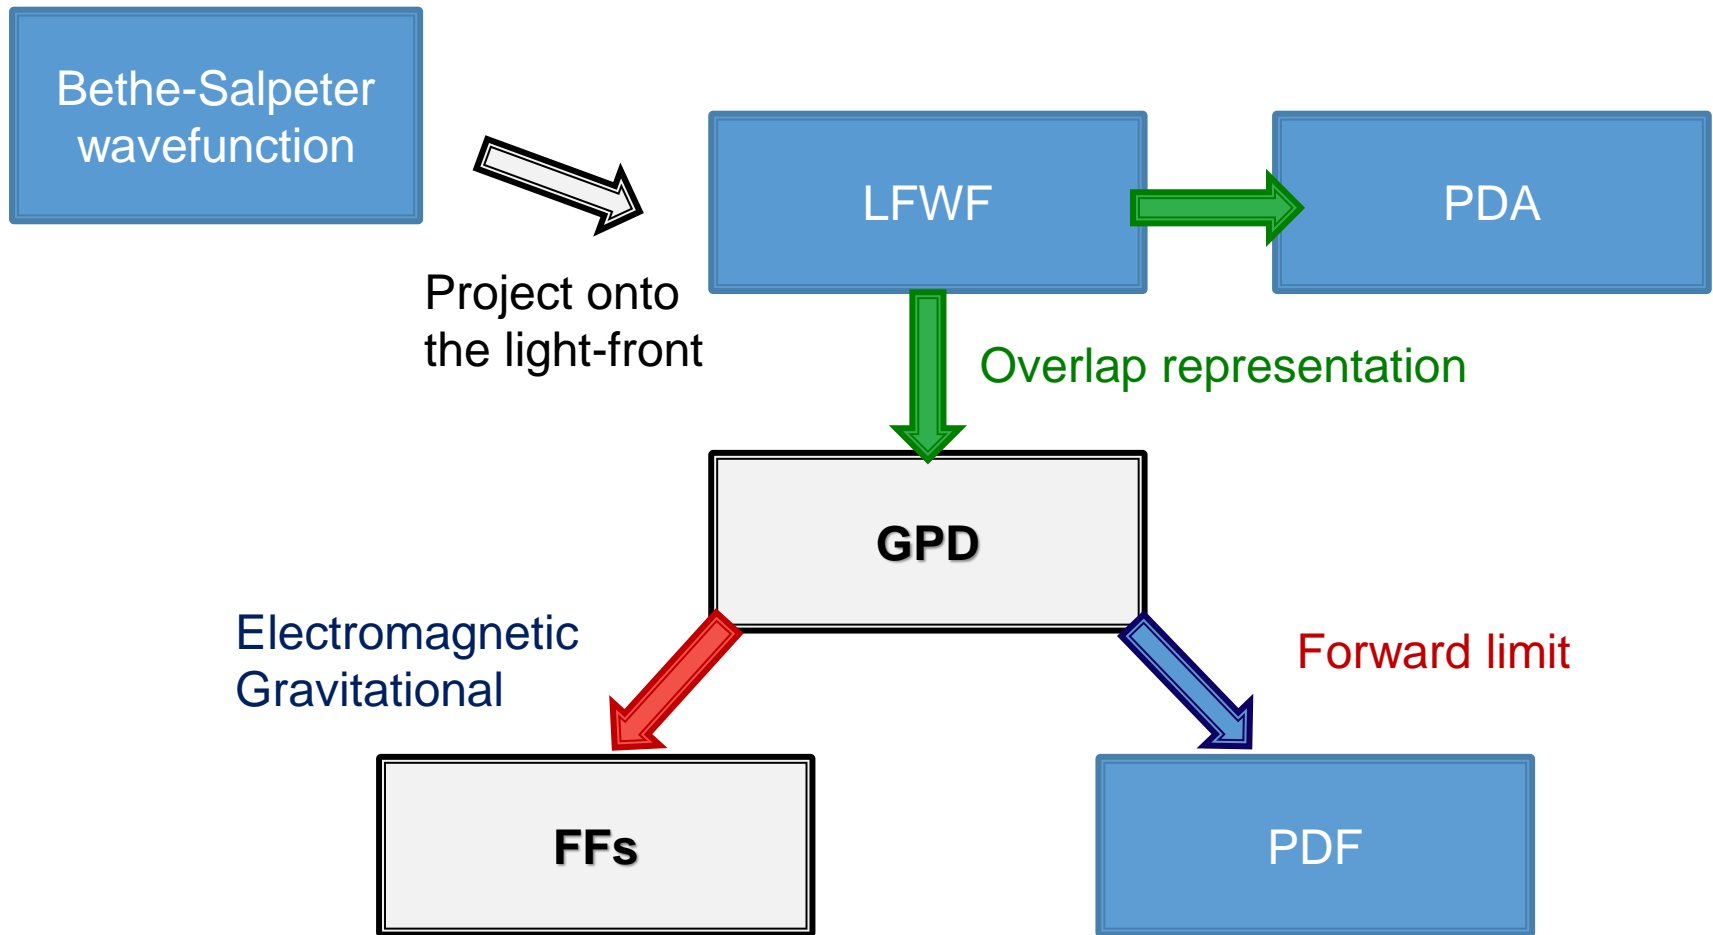 Bethe-Salpeter
wavefunction
LFWF
PDA
Project onto
the light-front
Overlap representation
GPD
Electromagnetic
Gravitational
Forward limit
FFs
PDF